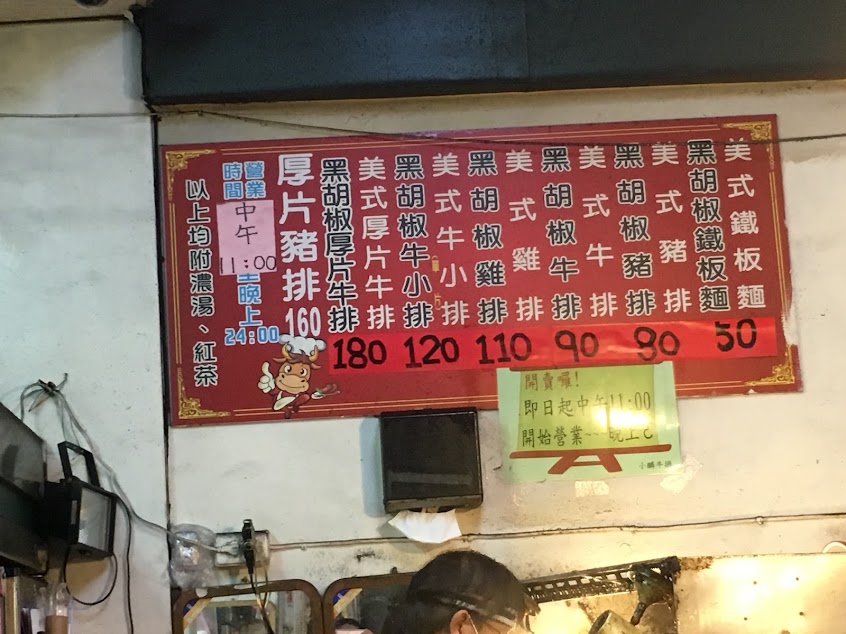 美式鐵板麵
黑胡椒鐵板麵
50
美式豬排
黑胡椒豬排
80
美式牛排
黑胡椒牛排
90
美式雞排
黑胡椒雞排
110
美式牛小排
黑胡椒牛小排
120
美式厚片牛排
黑胡椒厚片牛排
180
厚片豬排160
營業
時間
中午
11:00
至晚上
24:00
以上均附濃湯、紅茶
開賣囉!
即日起中午11:00
開始營業~~~晚上